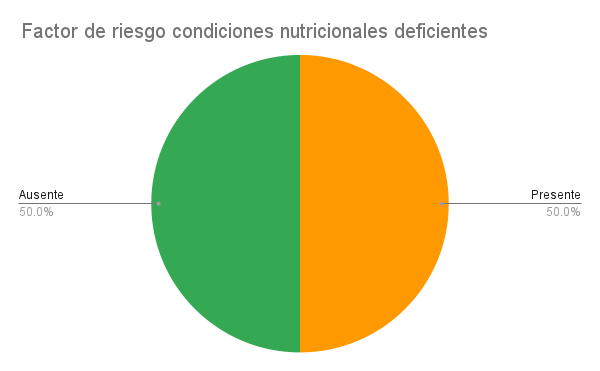 Factor de riesgo condiciones nutricionales deficientes
Ausente
50.0%
Presente
50.0%